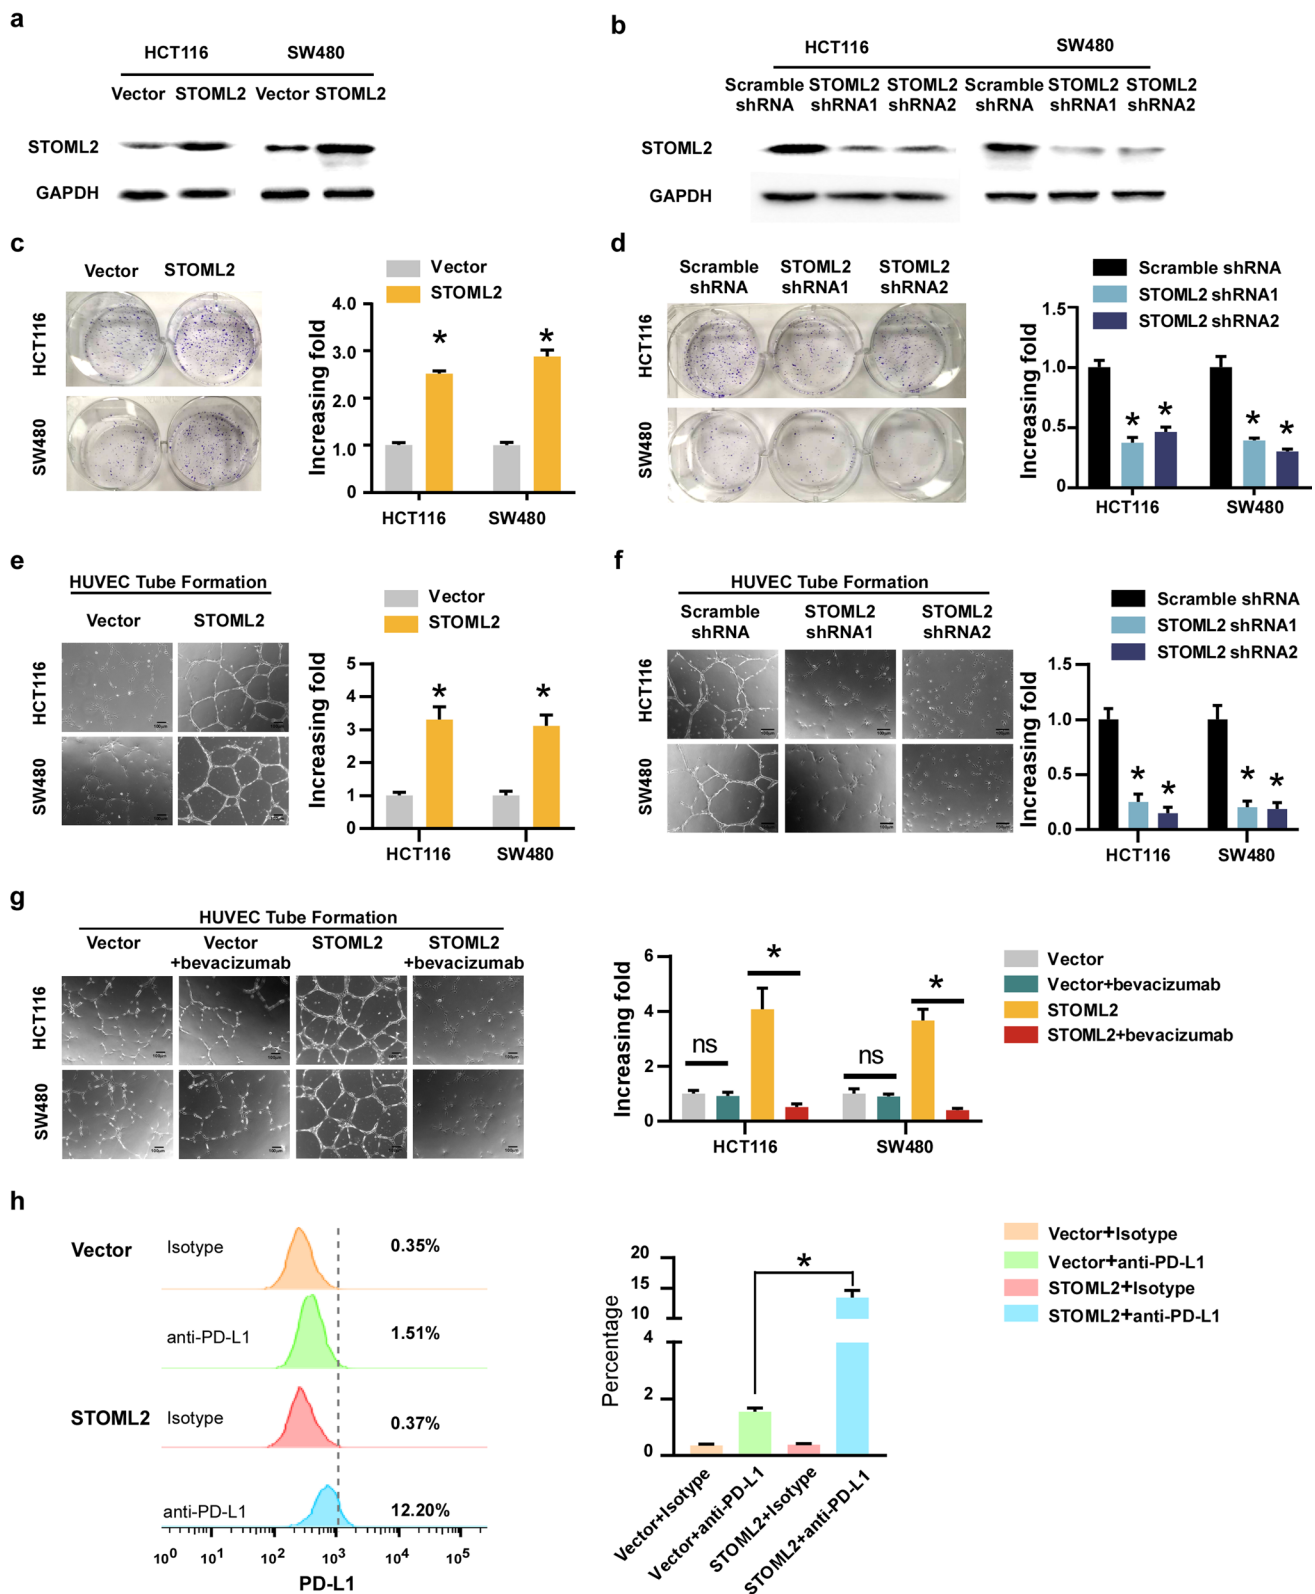 a
HCT116 SW480
Vector STOML2 Vector STOML2
STOML2
GAPDH
b
HCT116 SW480
Scramble STOML2 STOML2 Scramble STOML2 STOML2
shRNA shRNA1 shRNA2 shRNA shRNA1 shRNA2
STOML2
GAPDH
c
Vector STOML2
HCT116
SW480
Vector
STOML2
Increasing fold
4.0
3.0
2.0
1.0
0
* *
HCT116 SW480
d
Scramble STOML2 STOML2
shRNA shRNA1 shRNA2
HCT116
SW480
Scramble shRNA
STOML2 shRNA1
STOML2 shRNA2
Increasing fold
1.5
1.0
0.5
0
* * * *
HCT116 SW480
e
HUVEC Tube Formation
Vector STOML2
HCT116
SW480
100μm
Vector
STOML2
Increasing fold
5
4
3
2
1
0
* *
HCT116 SW480
f
HUVEC Tube Formation
Scramble STOML2 STOML2
shRNA shRNA1 shRNA2
HCT116
SW480
100μm
Scramble shRNA
STOML2 shRNA1
STOML2 shRNA2
Increasing fold
1.5
1.0
0.5
0.0
* * * *
HCT116 SW480
g
HUVEC Tube Formation
Vector Vector STOML2 STOML2
+bevacizumab +bevacizumab
HCT116
SW480
100μm
Increasing fold
6
4
2
0
ns * ns *
HCT116 SW480
Vector
Vector+bevacizumab
STOML2
STOML2+bevacizumab
h
Vector Isotype 0.35%
anti-PD-L1 1.51%
STOML2 Isotype 0.37%
anti-PD-L1 12.20%
10⁰ 10¹ 10² 10³ 10⁴ 10⁵
PD-L1
Percentage
20
15
10
4
2
0
*
Vector+Isotype
Vector+anti-PD-L1
STOML2+Isotype
STOML2+anti-PD-L1
Vector+Isotype
Vector+anti-PD-L1
STOML2+Isotype
STOML2+anti-PD-L1